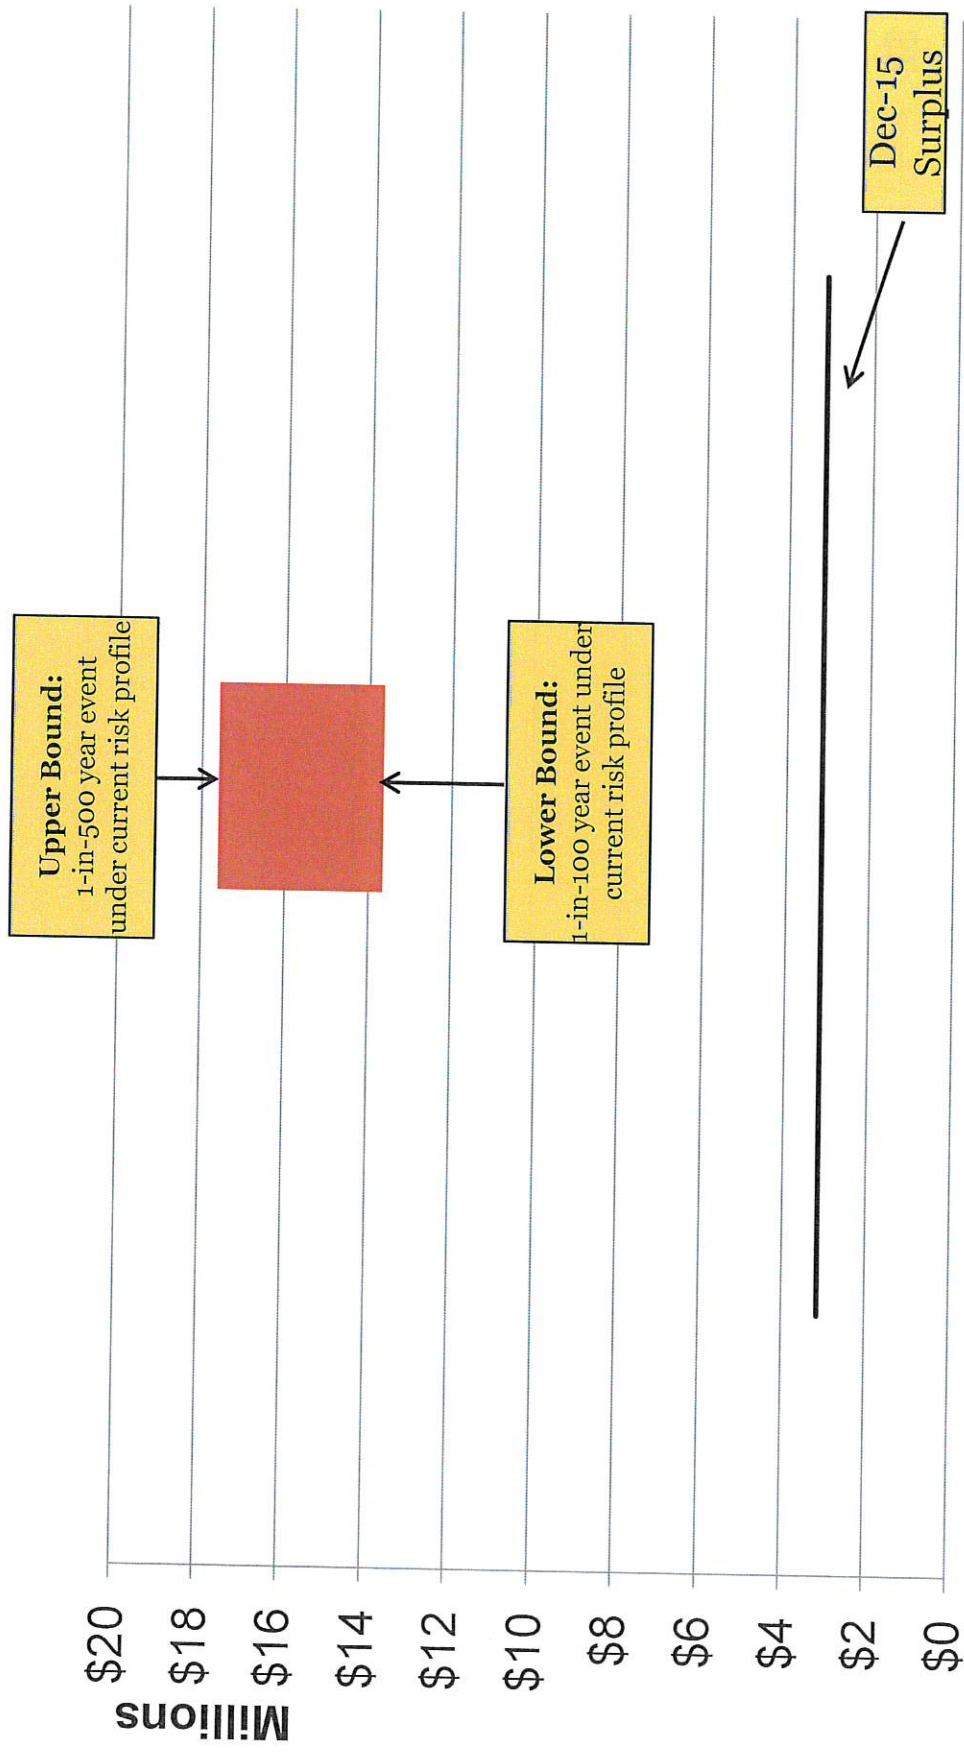 Upper Bound:
1-in-500 year event
under current risk profile
Lower Bound:
1-in-100 year event under
current risk profile
Dec-15
Surplus
Millions
$20
$18
$16
$14
$12
$10
$8
$6
$4
$2
$0